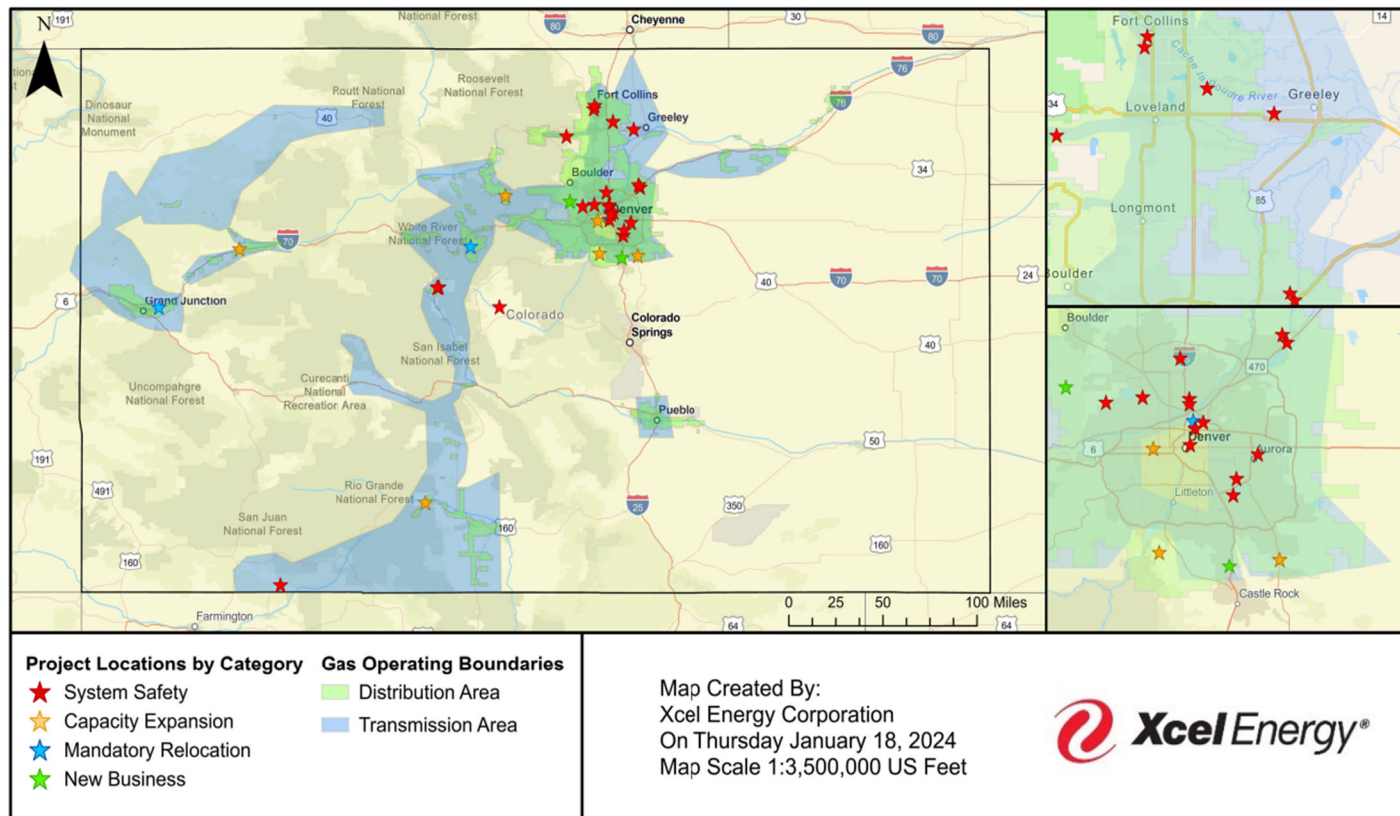 N
191
National Forest
80
Cheyenne
30
80
76
Roosevelt
National Forest
Routt National
Forest
40
Dinosaur
National
Monument
Fort Collins
76
Greeley
34
Boulder
Denver
White River
National Forest
70
6
Grand Junction
40
70
70
24
Colorado
Colorado
Springs
San Isabel
National Forest
40
Curecanti
National
Recreation Area
Uncompahgre
National Forest
Pueblo
50
191
491
Rio Grande
National Forest
25
350
San Juan
National Forest
160
160
160
Farmington
64
64
0 25 50 100 Miles
Fort Collins
14
Cache la Poudre River
34
Loveland
Greeley
Longmont
85
Boulder
Boulder
470
6
Denver
Aurora
Littleton
Castle Rock
Project Locations by Category
System Safety
Capacity Expansion
Mandatory Relocation
New Business
Gas Operating Boundaries
Distribution Area
Transmission Area
Map Created By:
Xcel Energy Corporation
On Thursday January 18, 2024
Map Scale 1:3,500,000 US Feet
Xcel Energy®